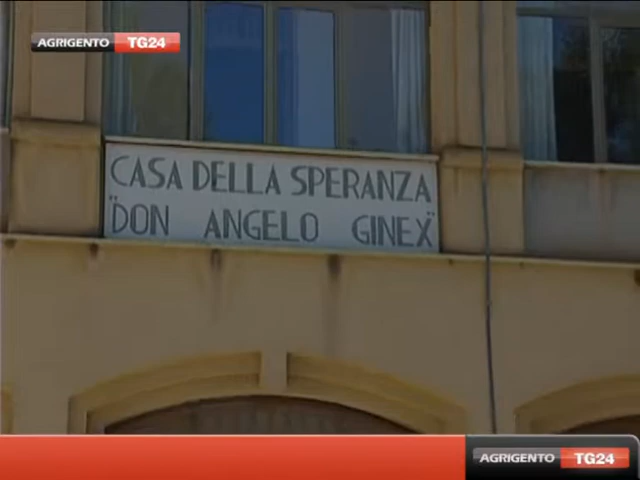 AGRIGENTO TG24
CASA DELLA SPERANZA
"DON ANGELO GINEX"
AGRIGENTO TG24